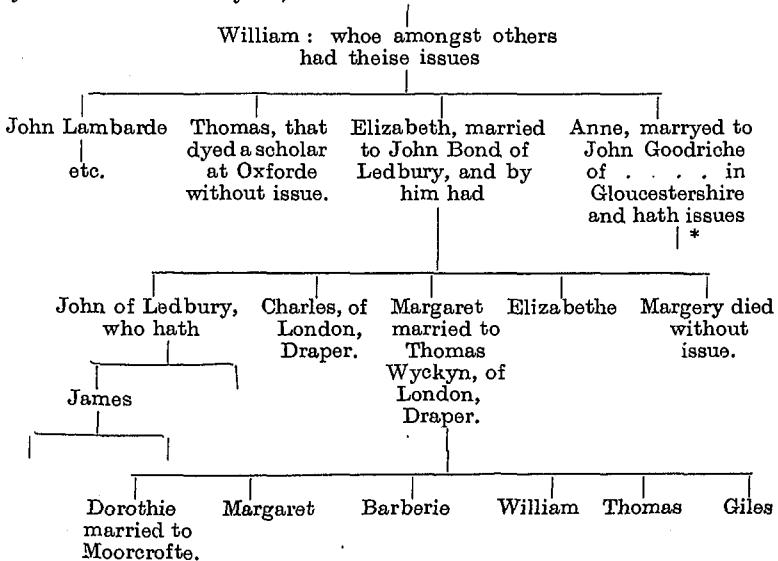 William : whoe amongst others
had theise issues
John Lambarde
etc.
Thomas, that
dyed a scholar
at Oxforde
without issue.
Elizabeth, married
to John Bond of
Ledbury, and by
him had
Anne, marryed to
John Goodriche
of . . . . in
Gloucestershire
and hath issues
*
John of Ledbury,
who hath
Charles, of
London,
Draper.
Margaret
married to
Thomas
Wyckyn, of
London,
Draper.
Elizabethe
Margery died
without
issue.
James
Dorothie
married to
Moorcrofte.
Margaret
Barberie
William
Thomas
Giles